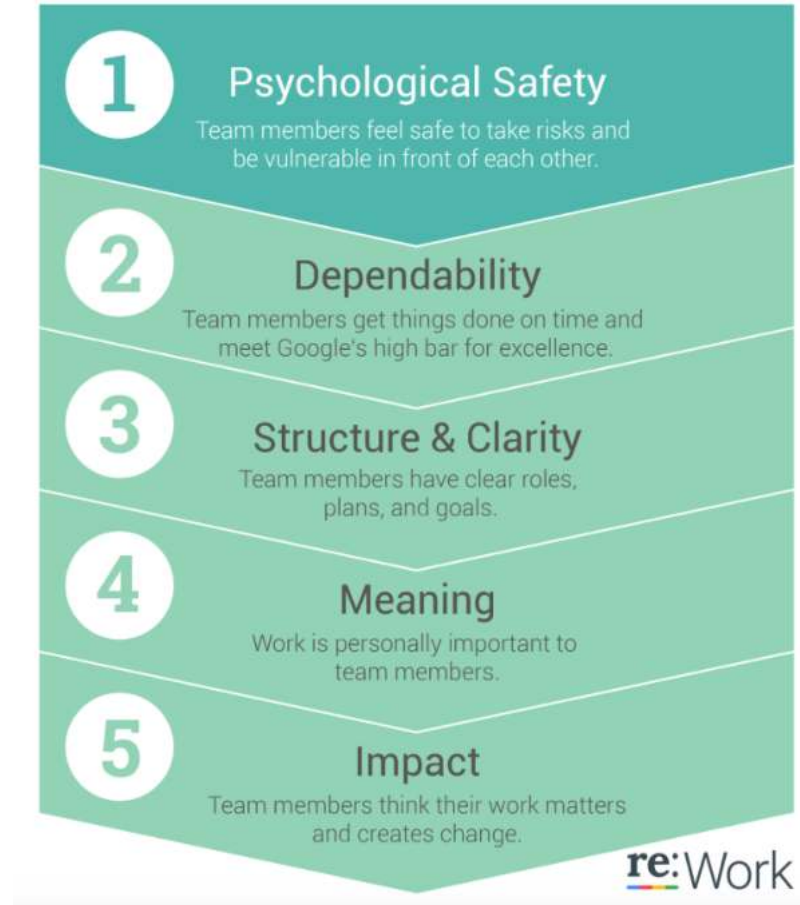 1
Psychological Safety
Team members feel safe to take risks and
be vulnerable in front of each other.
2
Dependability
Team members get things done on time and
meet Google's high bar for excellence.
3
Structure & Clarity
Team members have clear roles,
plans, and goals.
4
Meaning
Work is personally important to
team members.
5
Impact
Team members think their work matters
and creates change.
re:Work